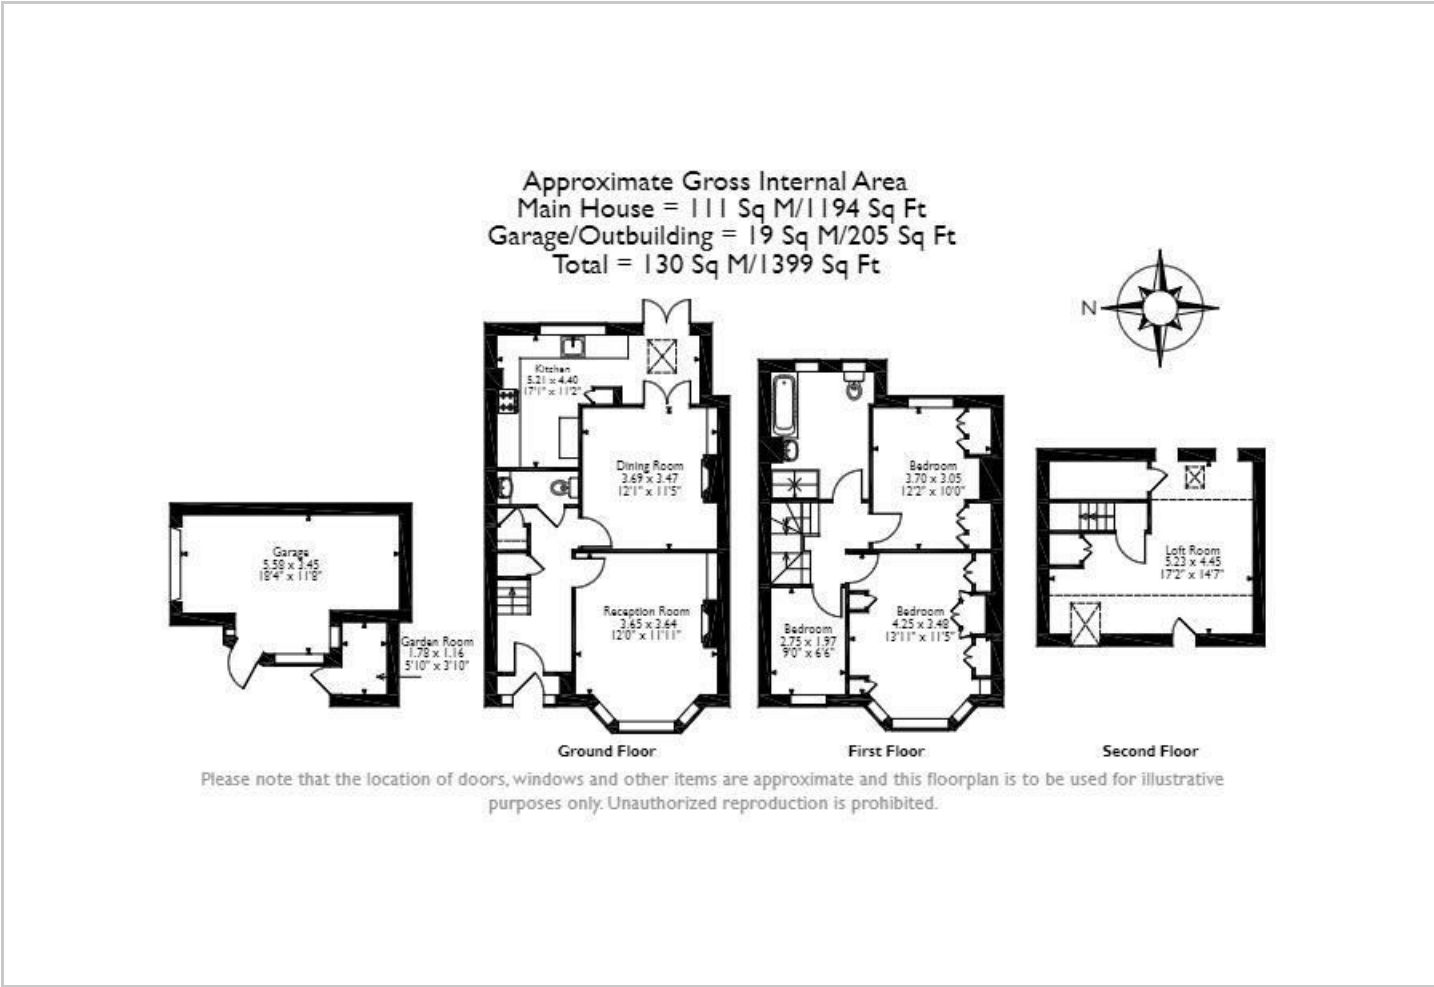 Approximate Gross Internal Area
Main House = 111 Sq M/1194 Sq Ft
Garage/Outbuilding = 19 Sq M/205 Sq Ft
Total = 130 Sq M/1399 Sq Ft
N
Kitchen
5.21 x 4.40
17'1" x 11'2"
Dining Room
3.69 x 3.47
12'1" x 11'5"
Reception Room
3.65 x 3.64
12'0" x 11'11"
Garage
5.58 x 3.45
18'4" x 11'8"
Garden Room
1.78 x 1.16
5'10" x 3'10"
Bedroom
3.70 x 3.05
12'2" x 10'0"
Bedroom
4.25 x 3.48
13'11" x 11'5"
Bedroom
2.75 x 1.97
9'0" x 6'6"
Loft Room
5.23 x 4.45
17'2" x 14'7"
Ground Floor
First Floor
Second Floor
Please note that the location of doors, windows and other items are approximate and this floorplan is to be used for illustrative
purposes only. Unauthorized reproduction is prohibited.